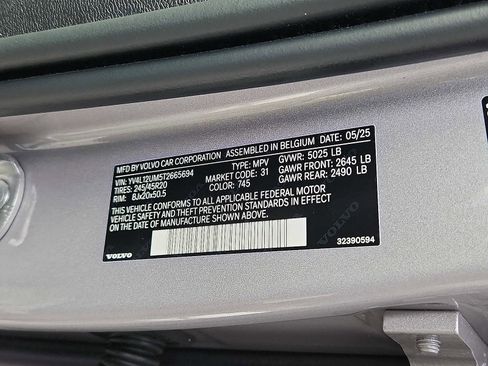 MFD BY VOLVO CAR CORPORATION ASSEMBLED IN BELGIUM DATE: 05/25
VIN: YV4L12UM5T2665694 TYPE: MPV GVWR: 5025 LB
TIRES: 245/45R20 MARKET CODE: 31 GAWR FRONT: 2645 LB
RIM: 8Jx20x50.5 COLOR: 745 GAWR REAR: 2490 LB
THIS VEHICLE CONFORMS TO ALL APPLICABLE FEDERAL MOTOR
VEHICLE SAFETY AND THEFT PREVENTION STANDARDS IN EFFECT
ON THE DATE OF MANUFACTURE SHOWN ABOVE.
VOLVO 32390594